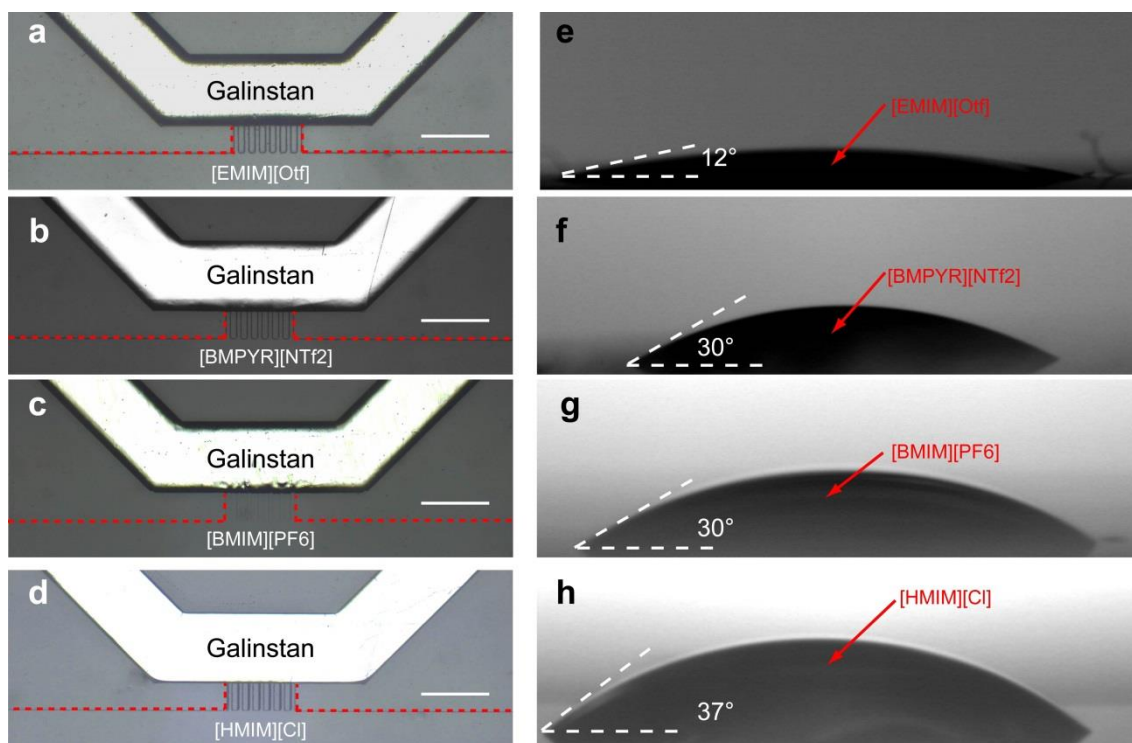 a
Galinstan
[EMIM][Otf]
b
Galinstan
[BMPYR][NTf2]
c
Galinstan
[BMIM][PF6]
d
Galinstan
[HMIM][Cl]
e
[EMIM][Otf]
12°
f
[BMPYR][NTf2]
30°
g
[BMIM][PF6]
30°
h
[HMIM][Cl]
37°